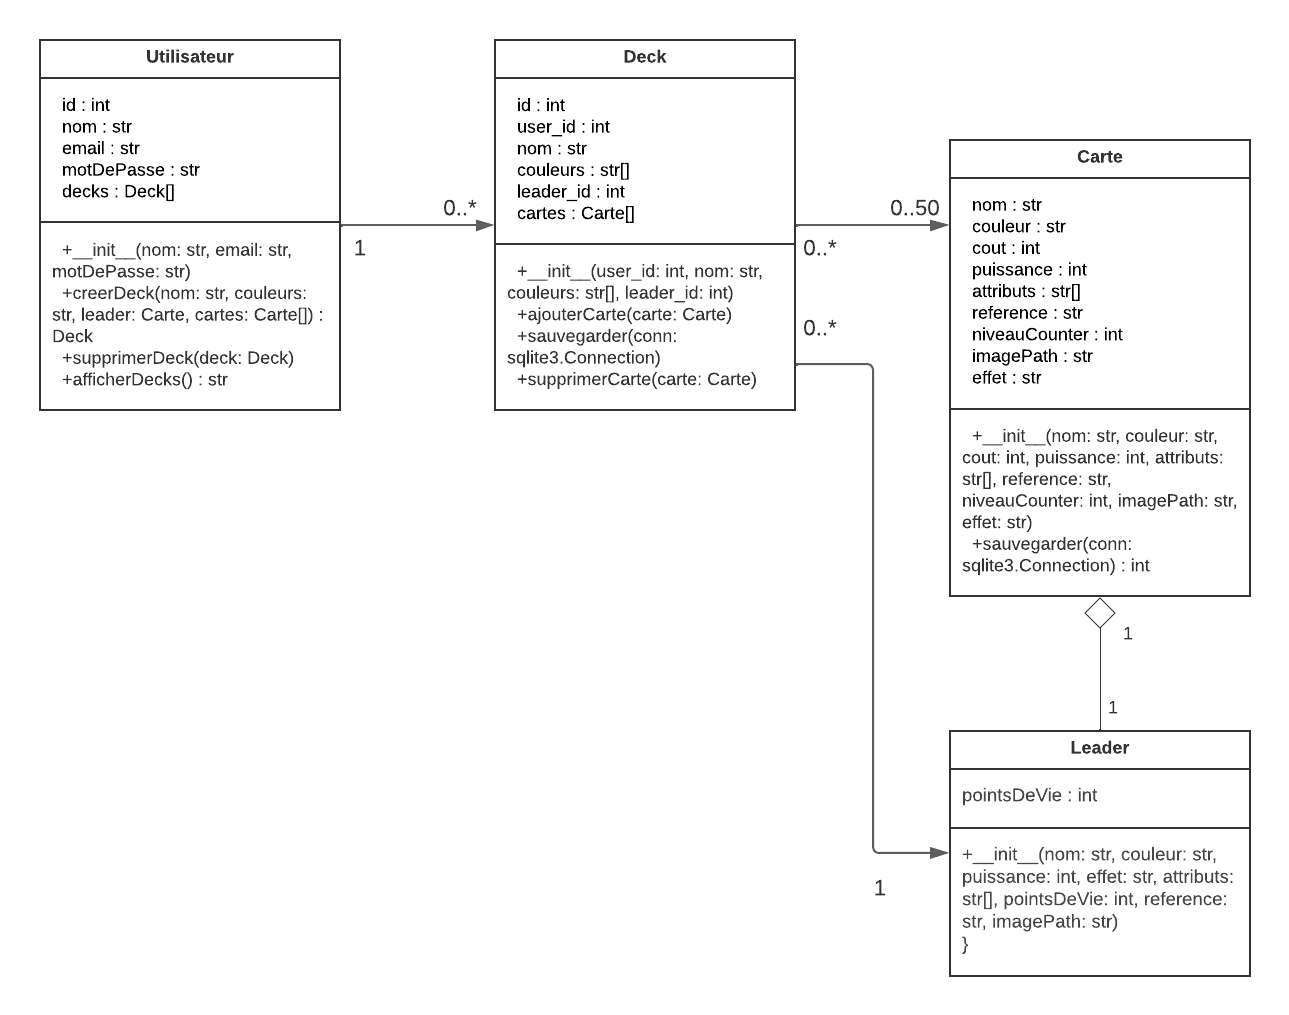 Utilisateur
id : int
nom : str
email : str
motDePasse : str
decks : Deck[]
+__init__(nom: str, email: str,
motDePasse: str)
+creerDeck(nom: str, couleurs:
str, leader: Carte, cartes: Carte[]) :
Deck
+supprimerDeck(deck: Deck)
+afficherDecks() : str
1
0..*
Deck
id : int
user_id : int
nom : str
couleurs : str[]
leader_id : int
cartes : Carte[]
+__init__(user_id: int, nom: str,
couleurs: str[], leader_id: int)
+ajouterCarte(carte: Carte)
+sauvegarder(conn:
sqlite3.Connection)
+supprimerCarte(carte: Carte)
0..50
0..*
0..*
1
Carte
nom : str
couleur : str
cout : int
puissance : int
attributs : str[]
reference : str
niveauCounter : int
imagePath : str
effet : str
+__init__(nom: str, couleur: str,
cout: int, puissance: int, attributs:
str[], reference: str,
niveauCounter: int, imagePath: str,
effet: str)
+sauvegarder(conn:
sqlite3.Connection) : int
1
1
Leader
pointsDeVie : int
+__init__(nom: str, couleur: str,
puissance: int, effet: str, attributs:
str[], pointsDeVie: int, reference:
str, imagePath: str)
}